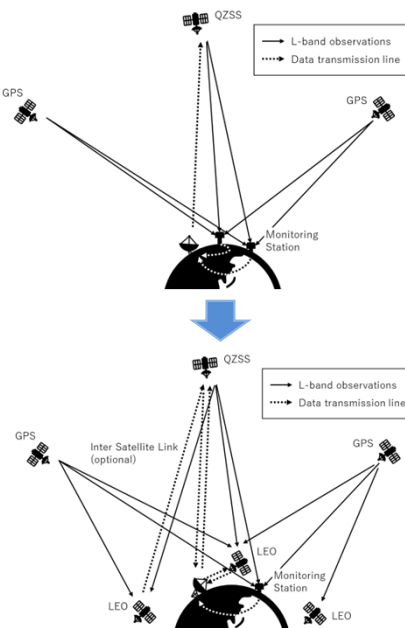 QZSS
L-band observations
Data transmission line
GPS
GPS
Monitoring
Station
QZSS
L-band observations
Data transmission line
GPS
Inter Satellite Link
(optional)
GPS
LEO
Monitoring
Station
LEO
LEO